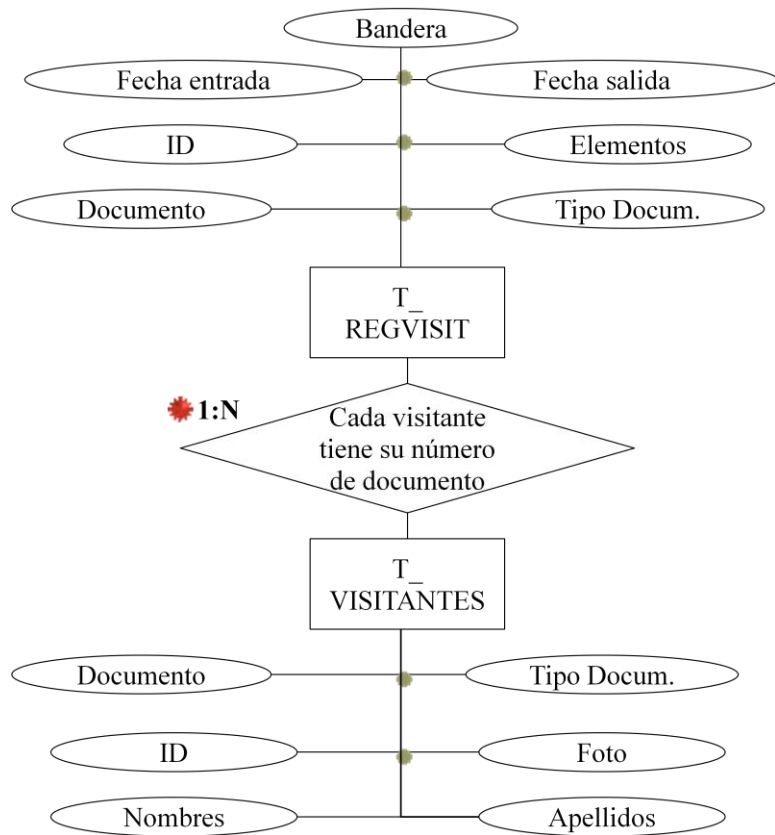 Bandera
Fecha entrada
Fecha salida
ID
Elementos
Documento
Tipo Docum.
T_
REGVISIT
1:N
Cada visitante
tiene su número
de documento
T_
VISITANTES
Documento
Tipo Docum.
ID
Foto
Nombres
Apellidos